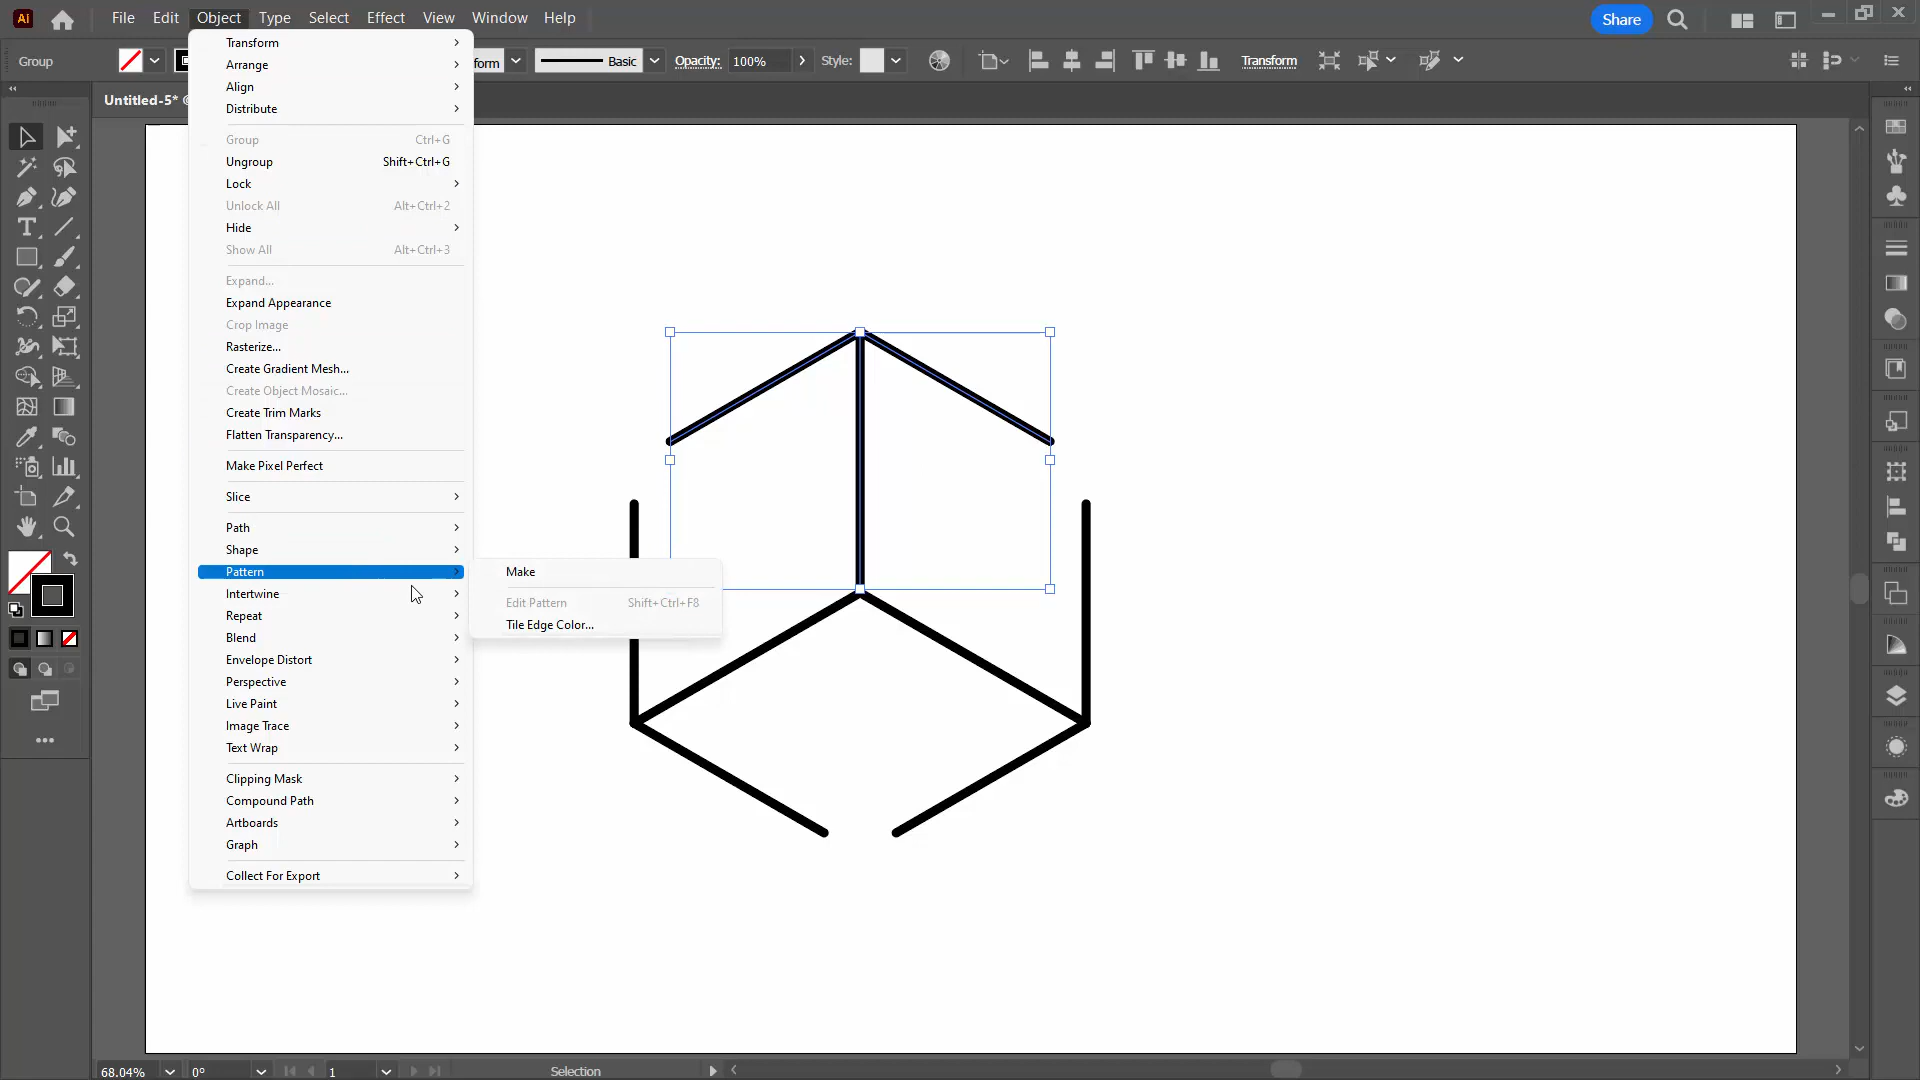 Ai File Edit Object Type Select Effect View Window Help Share
Group form Basic Opacity: 100% Style: Transform
Untitled-5*
Transform
Arrange
Align
Distribute
Group Ctrl+G
Ungroup Shift+Ctrl+G
Lock
Unlock All Alt+Ctrl+2
Hide
Show All Alt+Ctrl+3
Expand...
Expand Appearance
Crop Image
Rasterize...
Create Gradient Mesh...
Create Object Mosaic...
Create Trim Marks
Flatten Transparency...
Make Pixel Perfect
Slice
Path
Shape
Pattern
Intertwine
Repeat
Blend
Envelope Distort
Perspective
Live Paint
Image Trace
Text Wrap
Clipping Mask
Compound Path
Artboards
Graph
Collect For Export
Make
Edit Pattern Shift+Ctrl+F8
Tile Edge Color...
68.04% 0° 1 Selection